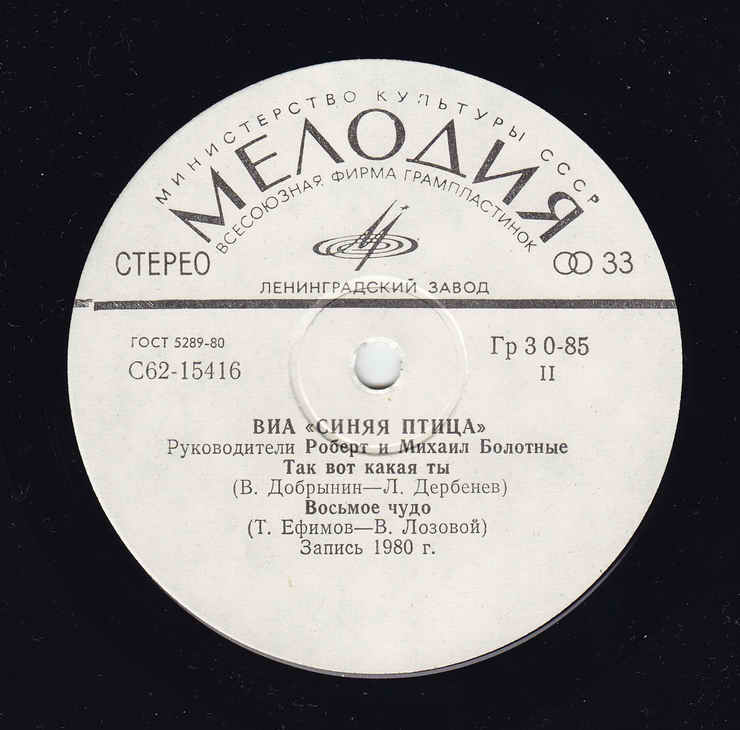 МИНИСТЕРСТВО КУЛЬТУРЫ СССР
МЕЛОДИЯ
ВСЕСОЮЗНАЯ ФИРМА ГРАМПЛАСТИНОК
СТЕРЕО
33
ЛЕНИНГРАДСКИЙ ЗАВОД
ГОСТ 5289-80
С62-15416
Гр 3 0-85
II
ВИА «СИНЯЯ ПТИЦА»
Руководители Роберт и Михаил Болотные
Так вот какая ты
(В. Добрынин—Л. Дербенев)
Восьмое чудо
(Т. Ефимов—В. Лозовой)
Запись 1980 г.